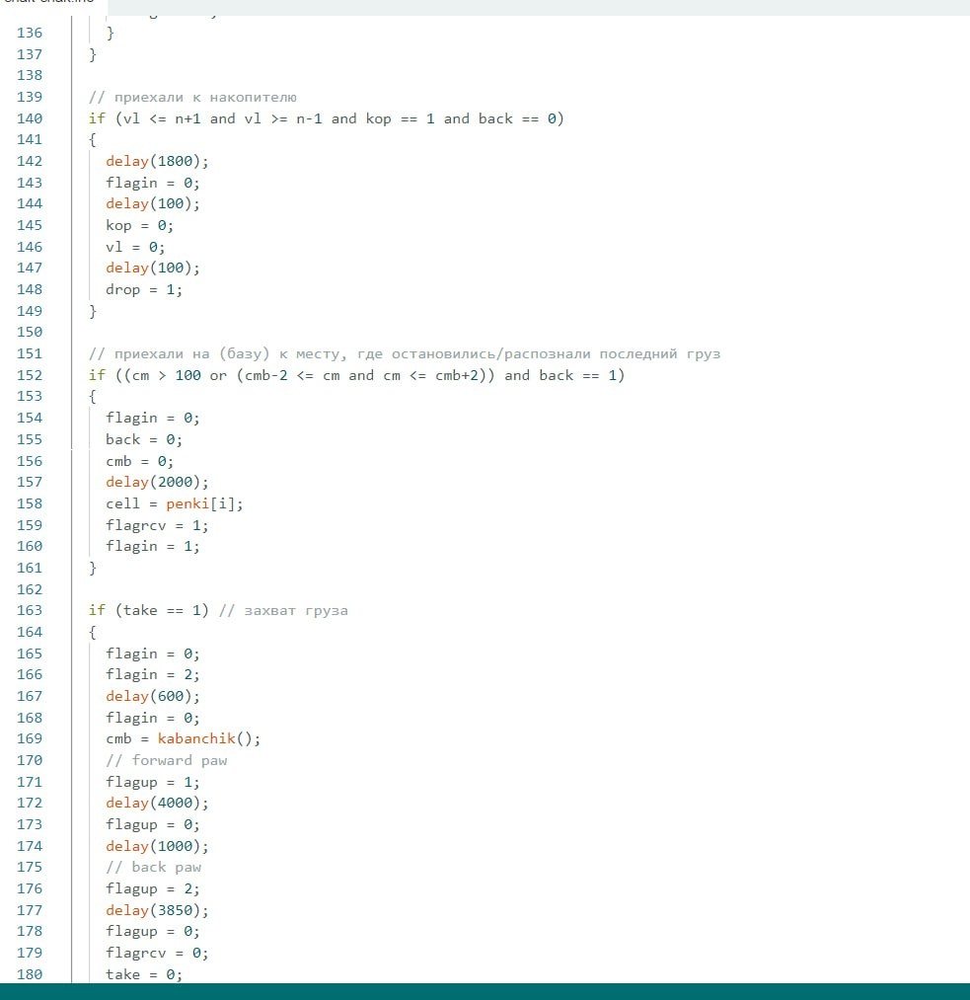 136 }
137 }
138
139 // приехали к накопителю
140 if (vl <= n+1 and vl >= n-1 and kop == 1 and back == 0)
141 {
142 delay(1800);
143 flagin = 0;
144 delay(100);
145 kop = 0;
146 vl = 0;
147 delay(100);
148 drop = 1;
149 }
150
151 // приехали на (базу) к месту, где остановились/распознали последний груз
152 if ((cm > 100 or (cmb-2 <= cm and cm <= cmb+2)) and back == 1)
153 {
154 flagin = 0;
155 back = 0;
156 cmb = 0;
157 delay(2000);
158 cell = penki[i];
159 flagrcv = 1;
160 flagin = 1;
161 }
162
163 if (take == 1) // захват груза
164 {
165 flagin = 0;
166 flagin = 2;
167 delay(600);
168 flagin = 0;
169 cmb = kabanchik();
170 // forward paw
171 flagup = 1;
172 delay(4000);
173 flagup = 0;
174 delay(1000);
175 // back paw
176 flagup = 2;
177 delay(3850);
178 flagup = 0;
179 flagrcv = 0;
180 take = 0;